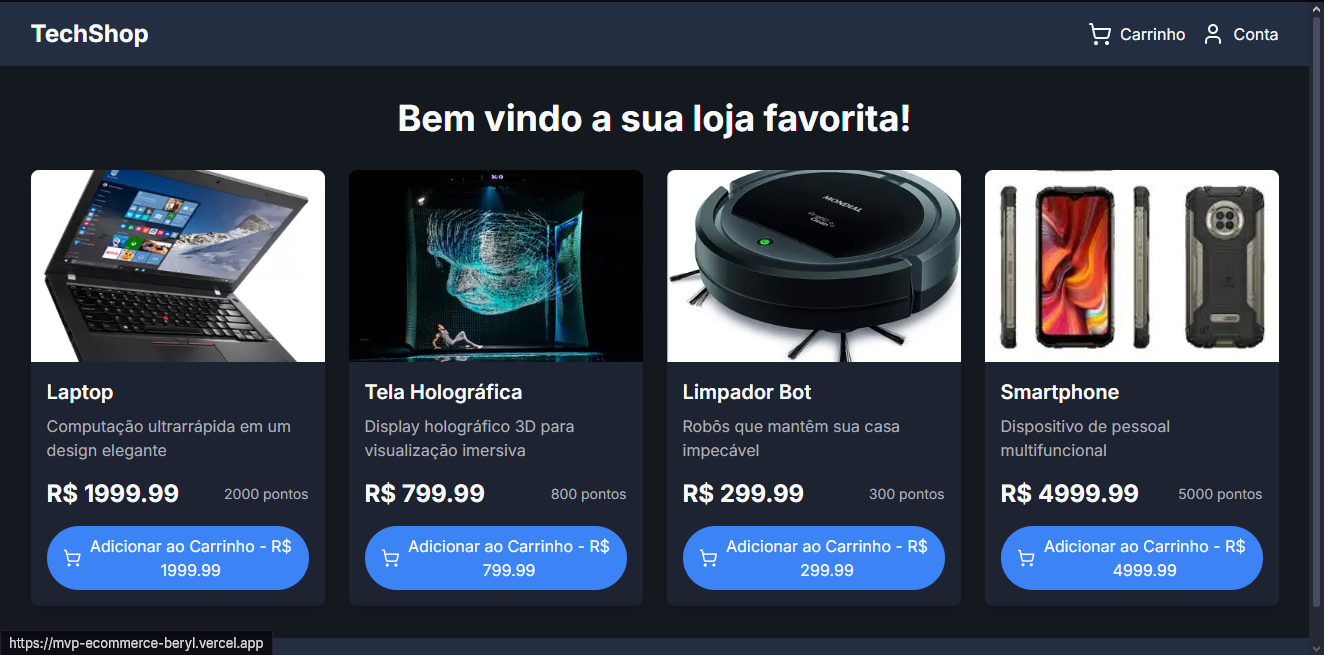 TechShop
Carrinho
Conta
Bem vindo a sua loja favorita!
MONDIAL
Laptop
Computação ultrarrápida em um
design elegante
R$ 1999.99
2000 pontos
Adicionar ao Carrinho - R$
1999.99
Tela Holográfica
Display holográfico 3D para
visualização imersiva
R$ 799.99
800 pontos
Adicionar ao Carrinho - R$
799.99
Limpador Bot
Robôs que mantêm sua casa
impecável
R$ 299.99
300 pontos
Adicionar ao Carrinho - R$
299.99
Smartphone
Dispositivo de pessoal
multifuncional
R$ 4999.99
5000 pontos
Adicionar ao Carrinho - R$
4999.99
https://mvp-ecommerce-beryl.vercel.app